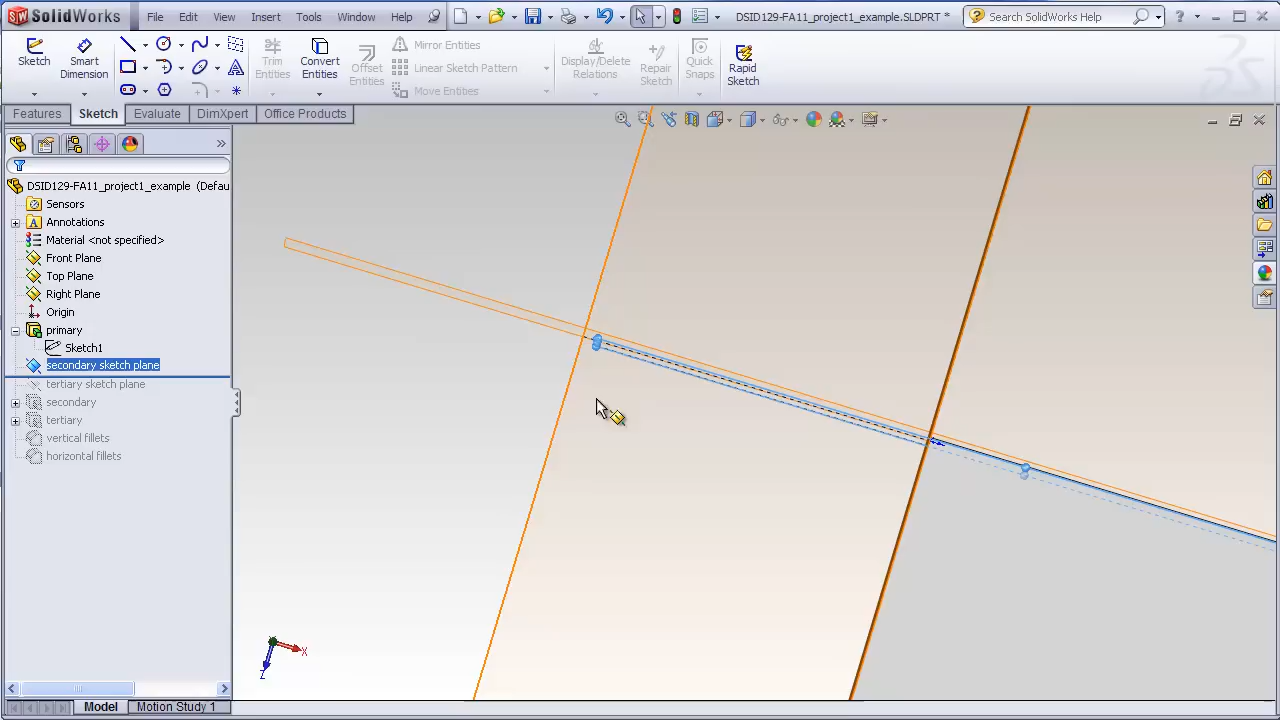 SolidWorks File Edit View Insert Tools Window Help DSID129-FA11_project1_example.SLDPRT * Search SolidWorks Help
Sketch Smart Dimension Trim Entities Convert Entities Offset Entities Mirror Entities Linear Sketch Pattern Move Entities Display/Delete Relations Repair Sketch Quick Snaps Rapid Sketch
Features Sketch Evaluate DimXpert Office Products
DSID129-FA11_project1_example (Defau
Sensors
Annotations
Material <not specified>
Front Plane
Top Plane
Right Plane
Origin
primary
Sketch1
secondary sketch plane
tertiary sketch plane
secondary
tertiary
vertical fillets
horizontal fillets
X
Z
Model Motion Study 1